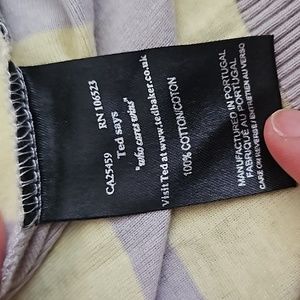 CA25459 RN 106523
Ted says
"who cares wins"
Visit Ted at www.tedbaker.co.uk
100% COTTON/COTON
MANUFACTURED IN PORTUGAL
FABRIQUÉ AU PORTUGAL
CARE ON REVERSE/ENTRETIEN AU VERSO